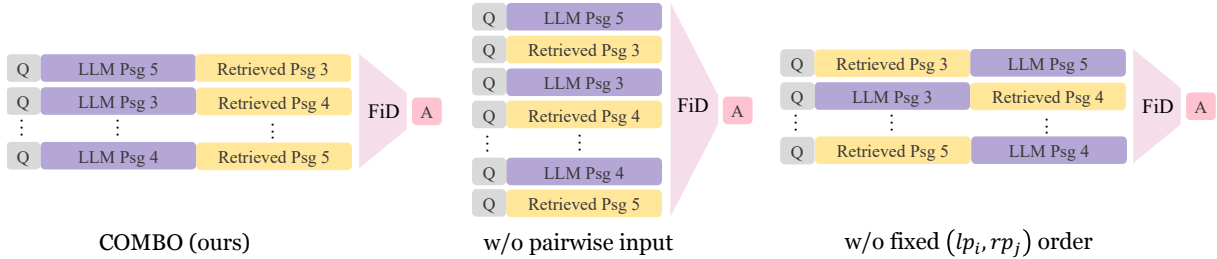 Q LLM Psg 5 Retrieved Psg 3
Q LLM Psg 3 Retrieved Psg 4
⋮ ⋮ ⋮
Q LLM Psg 4 Retrieved Psg 5
FiD
A
COMBO (ours)
Q LLM Psg 5
Q Retrieved Psg 3
Q LLM Psg 3
Q Retrieved Psg 4
⋮ ⋮
Q LLM Psg 4
Q Retrieved Psg 5
FiD
A
w/o pairwise input
Q Retrieved Psg 3 LLM Psg 5
Q LLM Psg 3 Retrieved Psg 4
⋮ ⋮ ⋮
Q Retrieved Psg 5 LLM Psg 4
FiD
A
w/o fixed (lp_i, rp_j) order